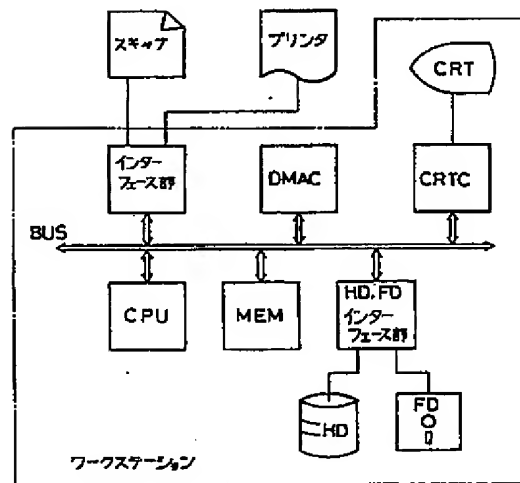 スキャナ
プリンタ
CRT
インター
フェース部
DMAC
CRTC
BUS
CPU
MEM
HD,FD
インター
フェース部
HD
FD
ワークステーション